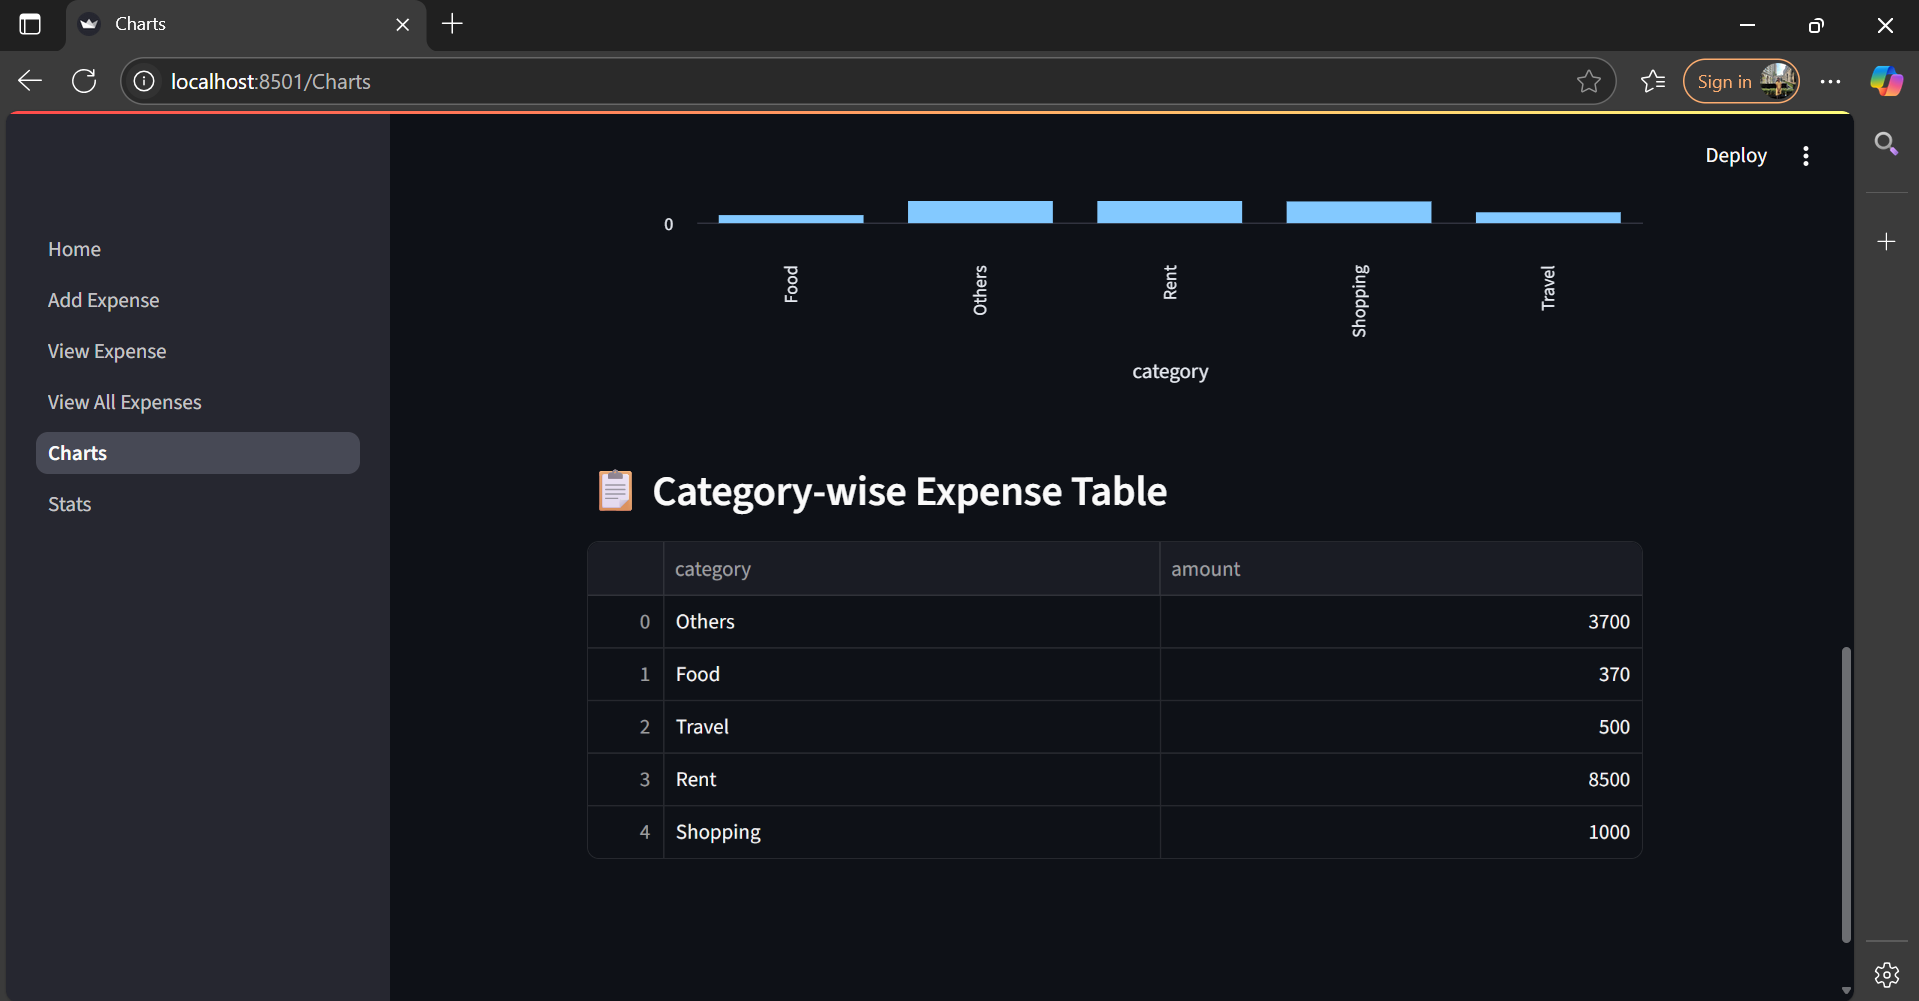 Charts
localhost:8501/Charts
Sign in
Deploy
Home
Add Expense
View Expense
View All Expenses
Charts
Stats
0
Food
Others
Rent
Shopping
Travel
category
Category-wise Expense Table
category amount
0 Others 3700
1 Food 370
2 Travel 500
3 Rent 8500
4 Shopping 1000